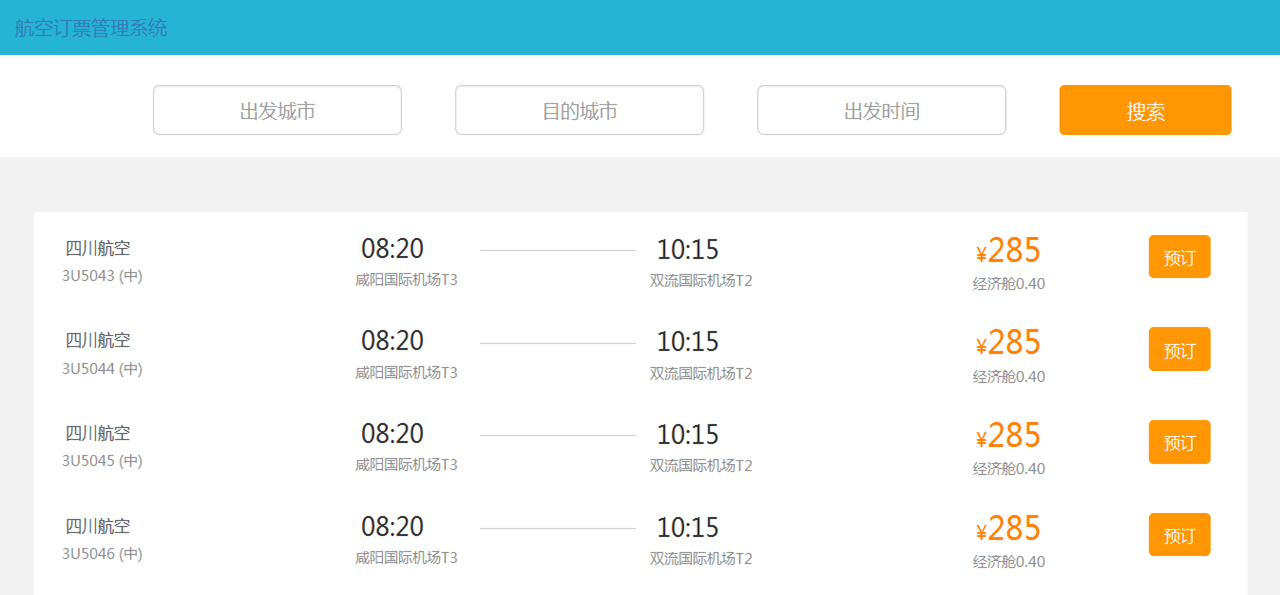 航空订票管理系统
出发城市 目的城市 出发时间 搜索
四川航空 08:20 10:15 ¥285 预订
3U5043 (中) 咸阳国际机场T3 双流国际机场T2 经济舱0.40
四川航空 08:20 10:15 ¥285 预订
3U5044 (中) 咸阳国际机场T3 双流国际机场T2 经济舱0.40
四川航空 08:20 10:15 ¥285 预订
3U5045 (中) 咸阳国际机场T3 双流国际机场T2 经济舱0.40
四川航空 08:20 10:15 ¥285 预订
3U5046 (中) 咸阳国际机场T3 双流国际机场T2 经济舱0.40